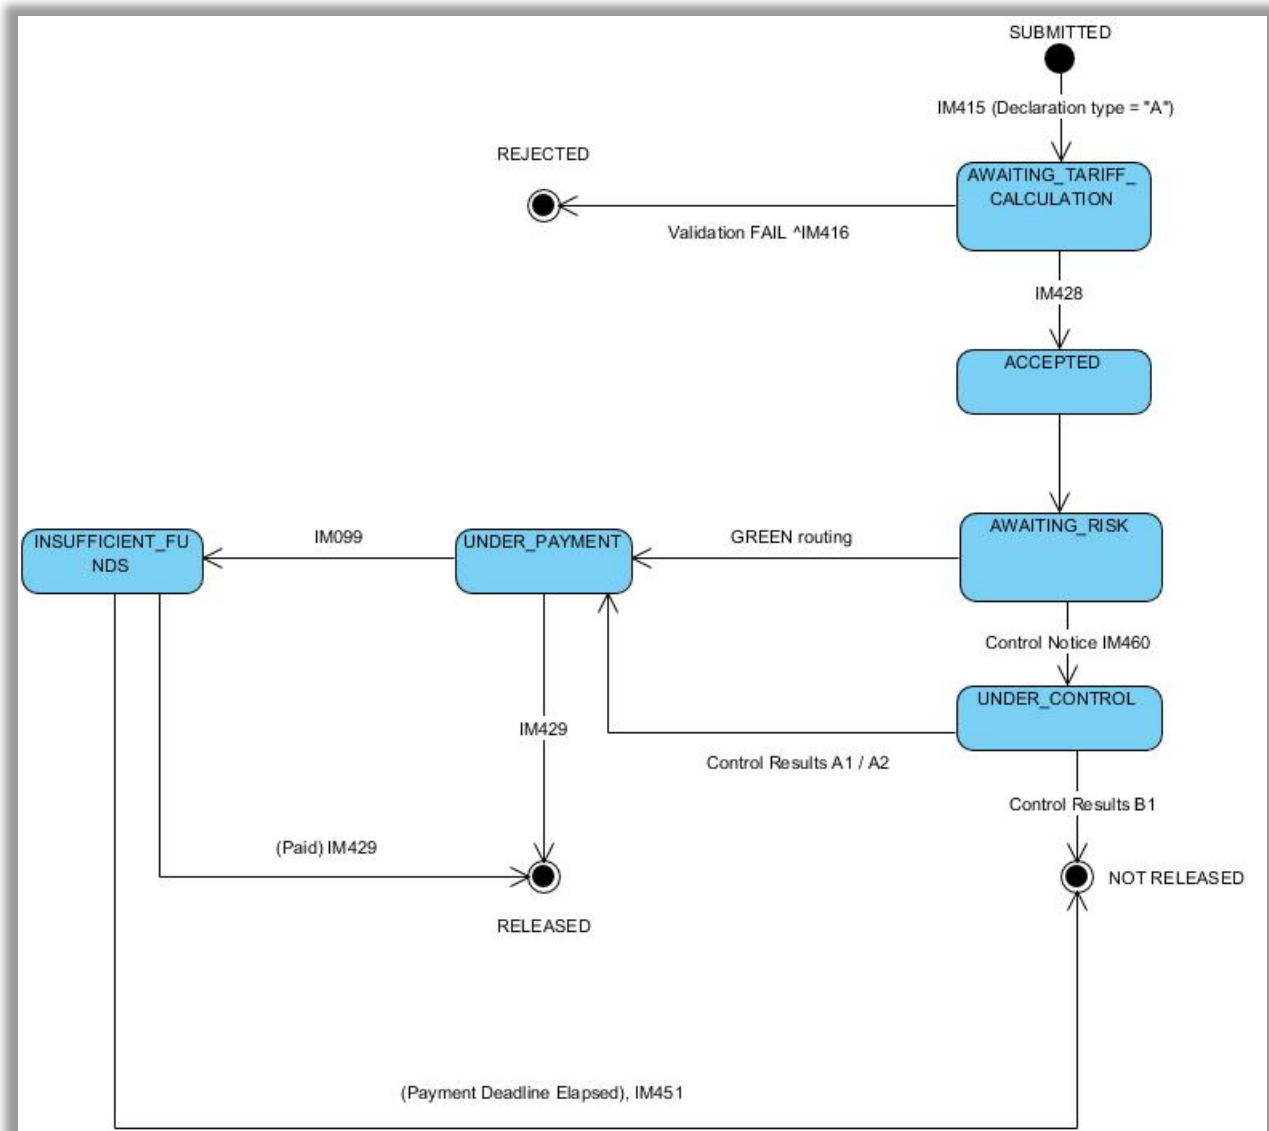 SUBMITTED
IM415 (Declaration type = "A")
REJECTED
AWAITING_TARIFF_
CALCULATION
Validation FAIL ^IM416
IM428
ACCEPTED
INSUFFICIENT_FU
NDS
IM099
UNDER_PAYMENT
GREEN routing
AWAITING_RISK
Control Notice IM460
UNDER_CONTROL
IM429
Control Results A1 / A2
Control Results B1
(Paid) IM429
NOT RELEASED
RELEASED
(Payment Deadline Elapsed), IM451